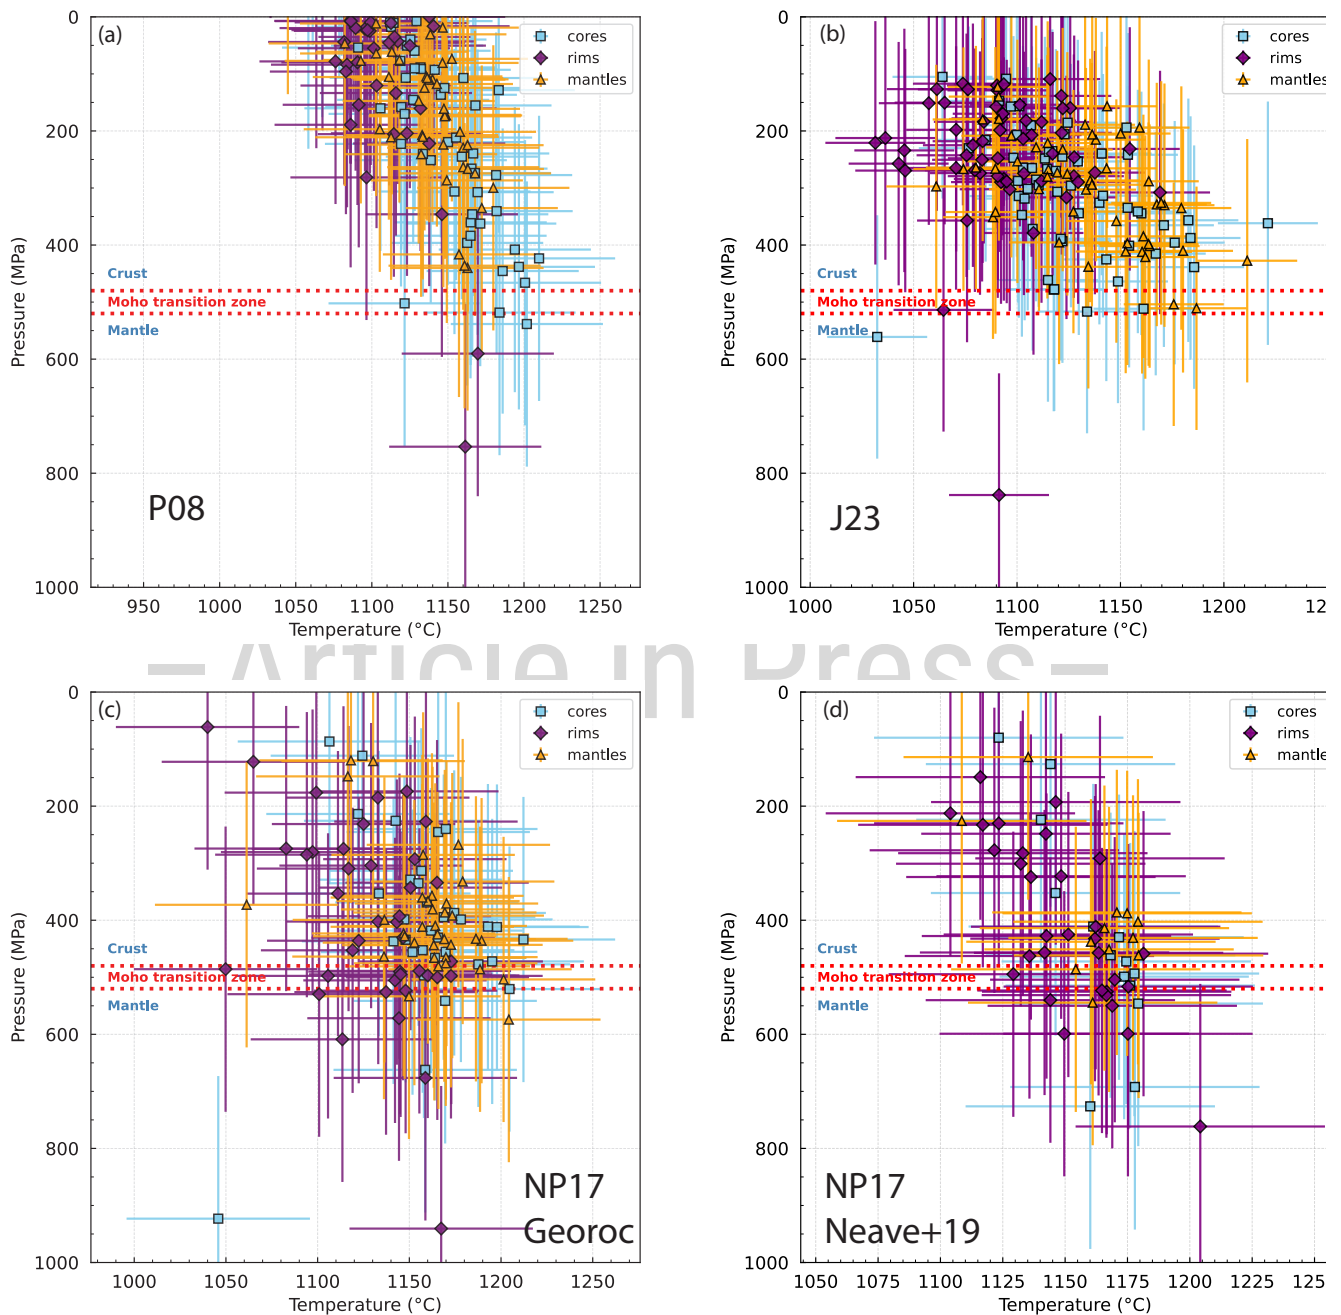 (a)
cores
rims
mantles
Crust
Moho transition zone
Mantle
P08
0
200
400
600
800
1000
Pressure (MPa)
950
1000
1050
1100
1150
1200
1250
Temperature (°C)
(b)
cores
rims
mantles
Crust
Moho transition zone
Mantle
J23
0
200
400
600
800
1000
Pressure (MPa)
1000
1050
1100
1150
1200
Temperature (°C)
Article in Press
(c)
cores
rims
mantles
Crust
Moho transition zone
Mantle
NP17
Georoc
0
200
400
600
800
1000
Pressure (MPa)
1000
1050
1100
1150
1200
1250
Temperature (°C)
(d)
cores
rims
mantles
Crust
Moho transition zone
Mantle
NP17
Neave+19
0
200
400
600
800
1000
Pressure (MPa)
1050
1075
1100
1125
1150
1175
1200
1225
Temperature (°C)